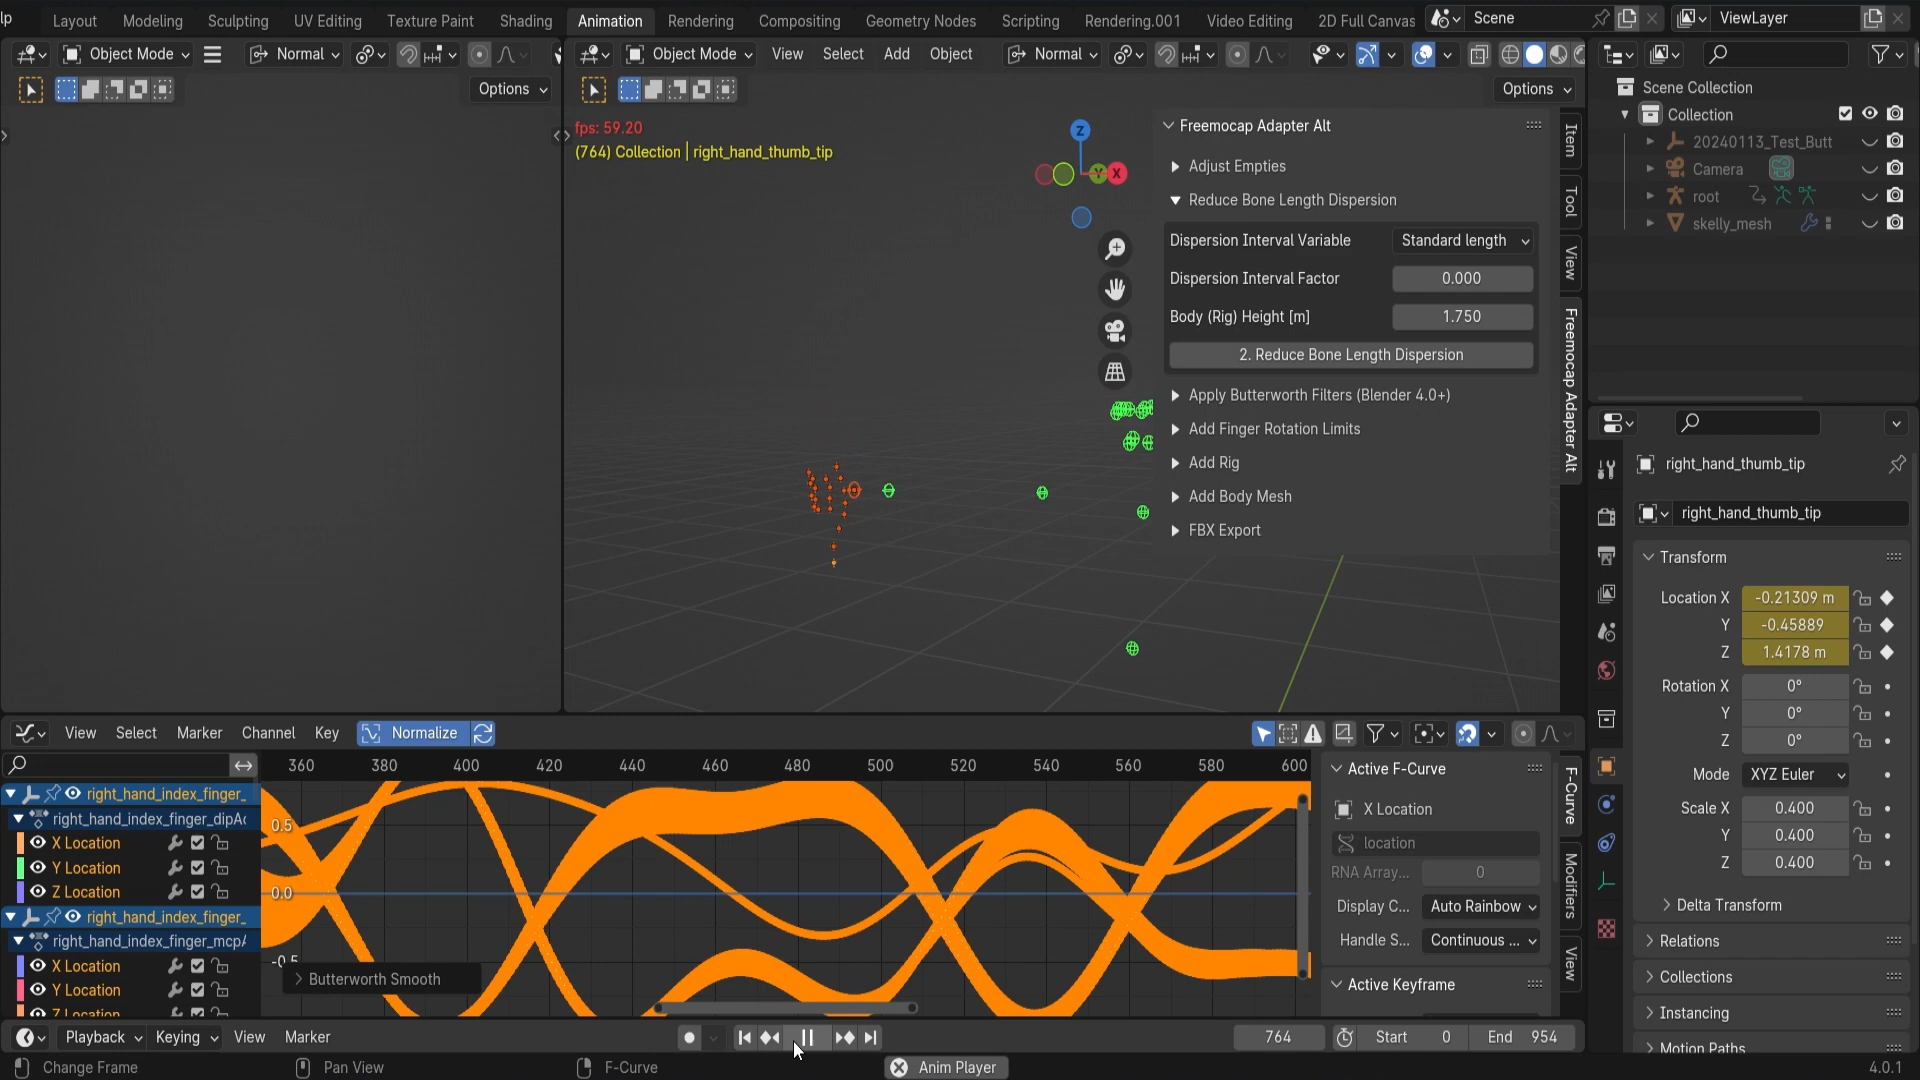 lp Layout Modeling Sculpting UV Editing Texture Paint Shading Animation Rendering Compositing Geometry Nodes Scripting Rendering.001 Video Editing 2D Full Canvas Scene ViewLayer
Object Mode Normal Object Mode View Select Add Object Normal
Options Options
fps: 59.20
(764) Collection | right_hand_thumb_tip
Z
Y
X
Freemocap Adapter Alt
Adjust Empties
Reduce Bone Length Dispersion
Dispersion Interval Variable Standard length
Dispersion Interval Factor 0.000
Body (Rig) Height [m] 1.750
2. Reduce Bone Length Dispersion
Apply Butterworth Filters (Blender 4.0+)
Add Finger Rotation Limits
Add Rig
Add Body Mesh
FBX Export
Item
Tool
View
Freemocap Adapter Alt
Scene Collection
Collection
20240113_Test_Butt
Camera
root
skelly_mesh
right_hand_thumb_tip
right_hand_thumb_tip
Transform
Location X -0.21309 m
Y -0.45889
Z 1.4178 m
Rotation X 0°
Y 0°
Z 0°
Mode XYZ Euler
Scale X 0.400
Y 0.400
Z 0.400
Delta Transform
Relations
Collections
Instancing
Motion Paths
View Select Marker Channel Key Normalize
360 380 400 420 440 460 480 500 520 540 560 580 600
right_hand_index_finger_
right_hand_index_finger_dipAc
X Location
Y Location
Z Location
right_hand_index_finger_
right_hand_index_finger_mcpA
X Location
Y Location
Z Location
0.5
0.0
-0.5
Butterworth Smooth
Active F-Curve
X Location
location
RNA Array... 0
Display C... Auto Rainbow
Handle S... Continuous ...
Active Keyframe
F-Curve
Modifiers
View
Playback Keying View Marker 764 Start 0 End 954
Change Frame Pan View F-Curve Anim Player 4.0.1